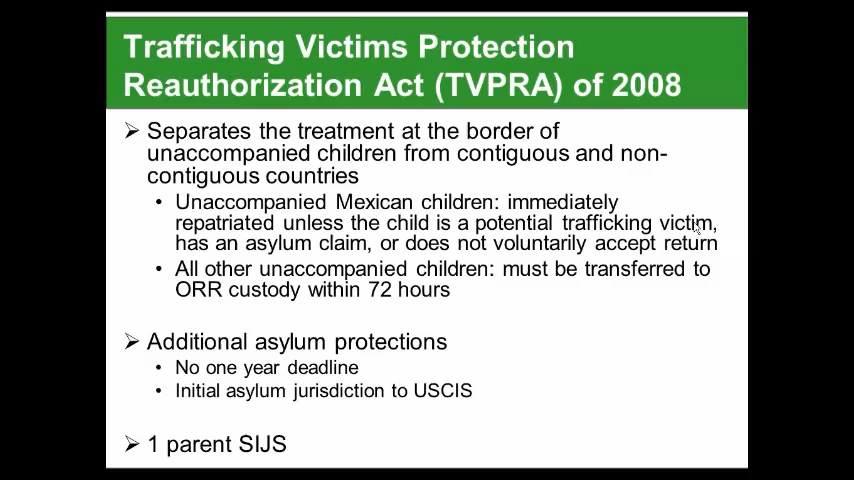 Trafficking Victims Protection
Reauthorization Act (TVPRA) of 2008
➢ Separates the treatment at the border of
unaccompanied children from contiguous and non-
contiguous countries
• Unaccompanied Mexican children: immediately
repatriated unless the child is a potential trafficking victim,
has an asylum claim, or does not voluntarily accept return
• All other unaccompanied children: must be transferred to
ORR custody within 72 hours
➢ Additional asylum protections
• No one year deadline
• Initial asylum jurisdiction to USCIS
➢ 1 parent SIJS